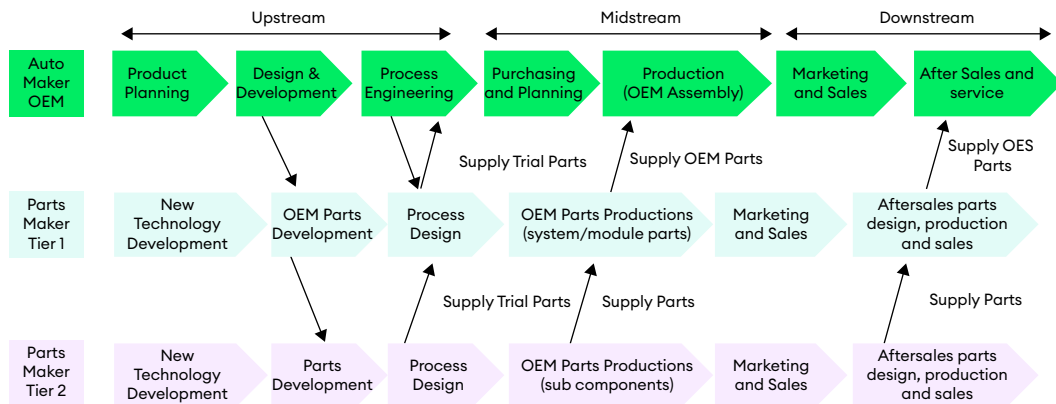 Upstream
Midstream
Downstream
Auto
Maker
OEM
Product
Planning
Design &
Development
Process
Engineering
Purchasing
and Planning
Production
(OEM Assembly)
Marketing
and Sales
After Sales and
service
Supply Trial Parts
Supply OEM Parts
Supply OES
Parts
Parts
Maker
Tier 1
New
Technology
Development
OEM Parts
Development
Process
Design
OEM Parts Productions
(system/module parts)
Marketing
and Sales
Aftersales parts
design, production
and sales
Supply Trial Parts
Supply Parts
Supply Parts
Parts
Maker
Tier 2
New
Technology
Development
Parts
Development
Process
Design
OEM Parts Productions
(sub components)
Marketing
and Sales
Aftersales parts
design, production
and sales